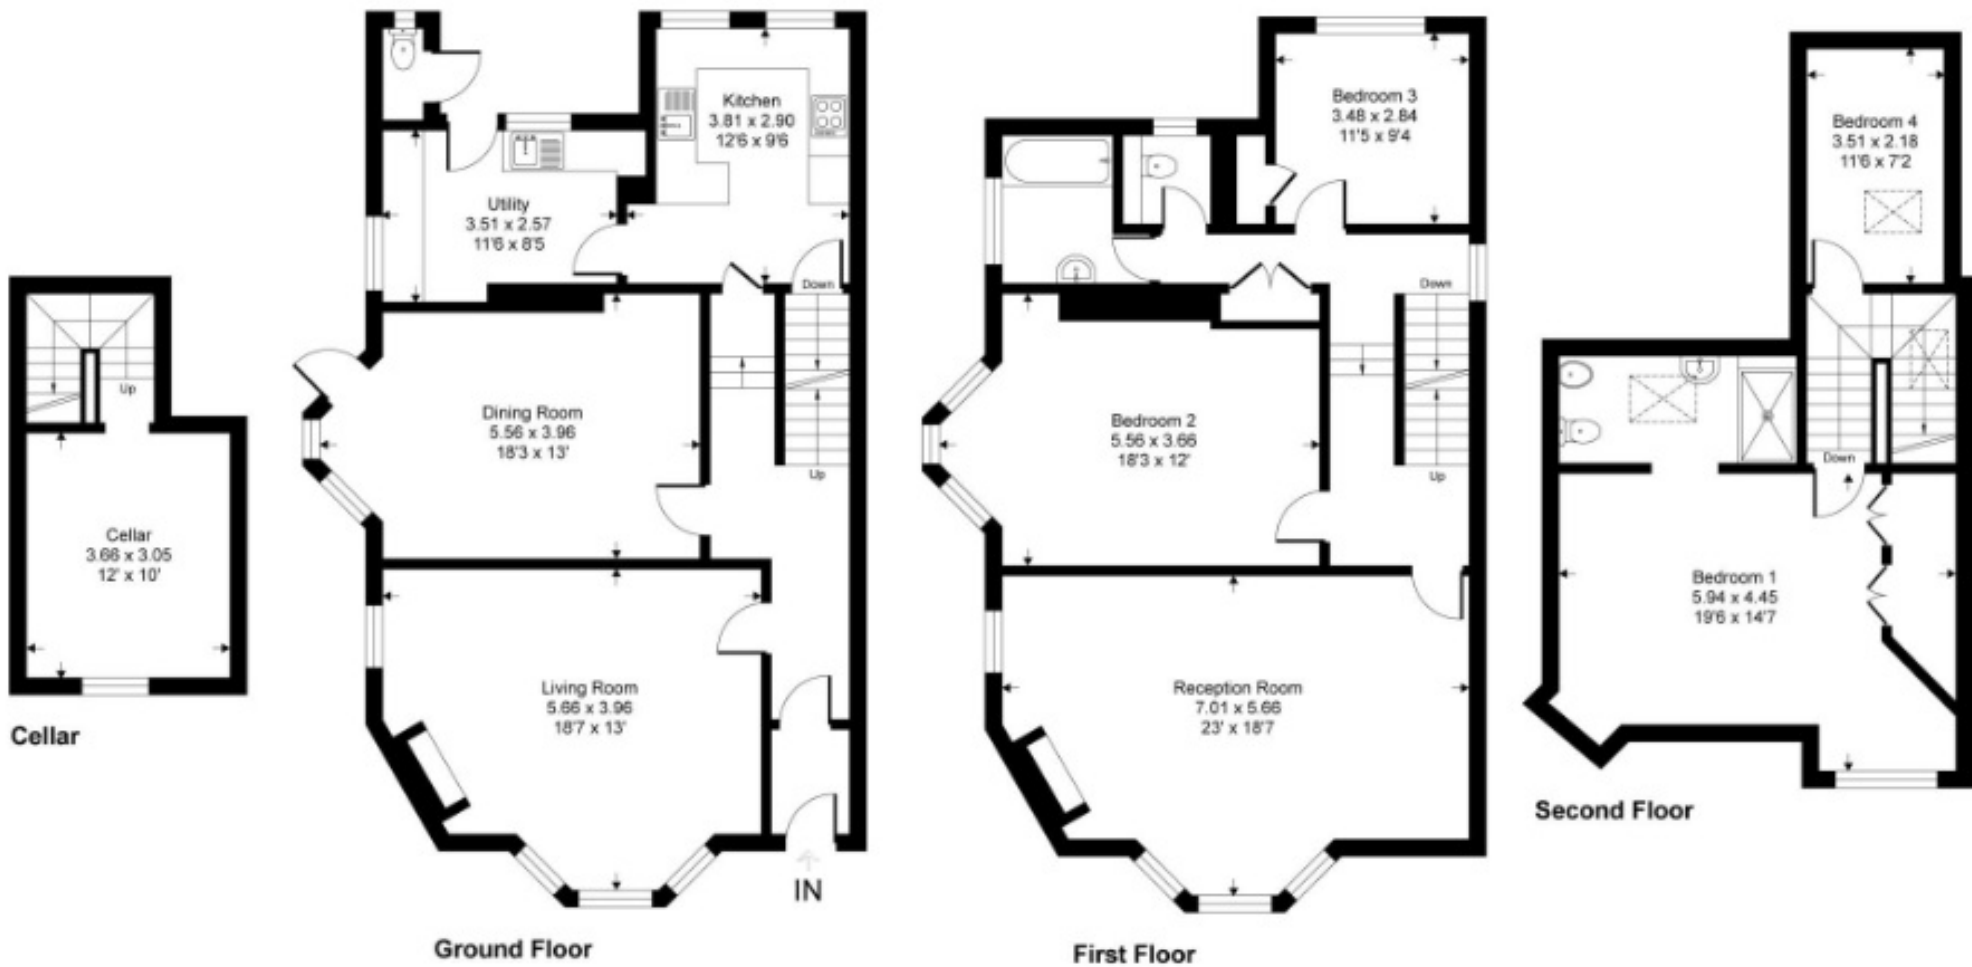 Up
Cellar
3.66 x 3.05
12' x 10'
Cellar
Kitchen
3.81 x 2.90
12'6 x 9'6
Utility
3.51 x 2.57
11'6 x 8'5
Down
Dining Room
5.56 x 3.96
18'3 x 13'
Up
Living Room
5.66 x 3.96
18'7 x 13'
IN
Ground Floor
Bedroom 3
3.48 x 2.84
11'5 x 9'4
Down
Bedroom 2
5.56 x 3.66
18'3 x 12'
Up
Reception Room
7.01 x 5.66
23' x 18'7
First Floor
Bedroom 4
3.51 x 2.18
11'6 x 7'2
Down
Bedroom 1
5.94 x 4.45
19'6 x 14'7
Second Floor